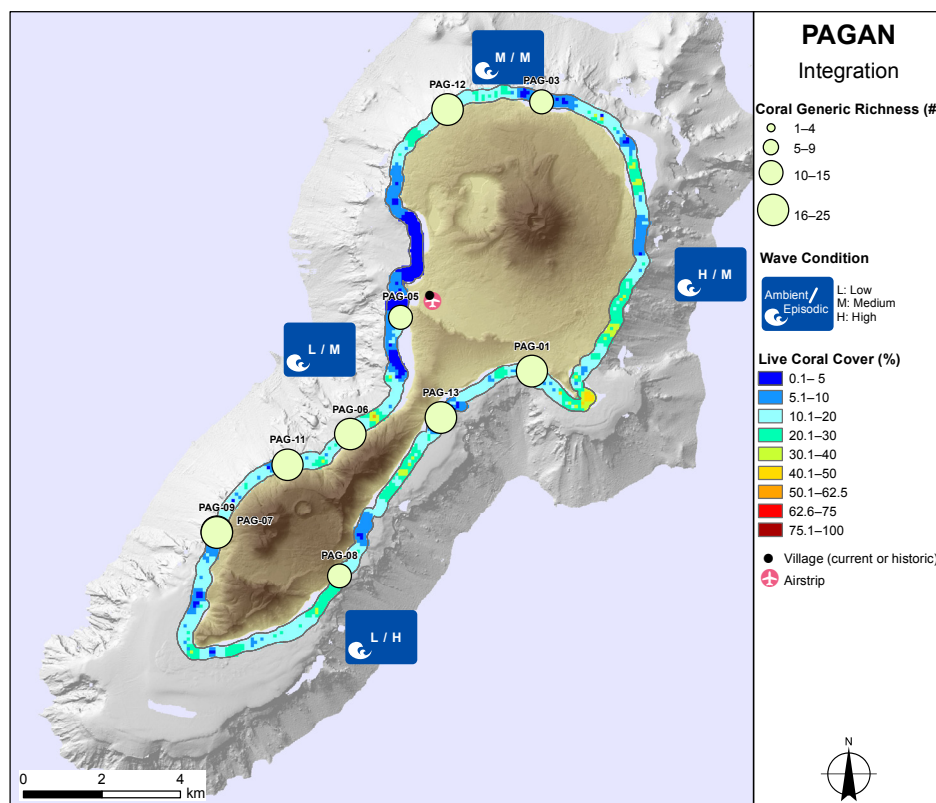 PAGAN
Integration
Coral Generic Richness (#
1–4
5–9
10–15
16–25
Wave Condition
Ambient/
Episodic
L: Low
M: Medium
H: High
Live Coral Cover (%)
0.1– 5
5.1–10
10.1–20
20.1–30
30.1–40
40.1–50
50.1–62.5
62.6–75
75.1–100
Village (current or historic)
Airstrip
N
M / M
PAG-12
PAG-03
H / M
PAG-05
L / M
PAG-01
PAG-13
PAG-06
PAG-11
PAG-09
PAG-07
PAG-08
L / H
0 2 4
km